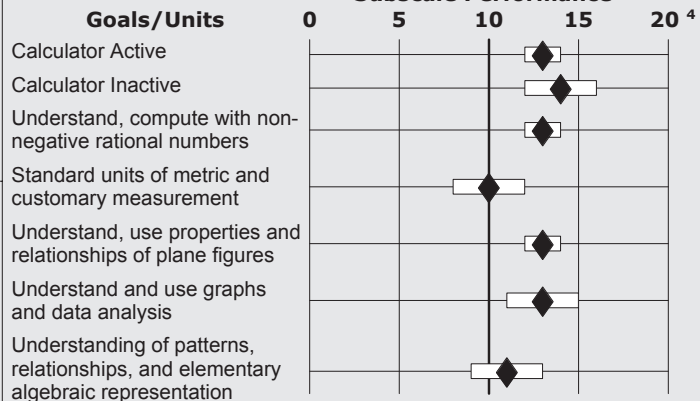 Goals/Units 0 5 10 15 20 4
Calculator Active
Calculator Inactive
Understand, compute with non-
negative rational numbers
Standard units of metric and
customary measurement
Understand, use properties and
relationships of plane figures
Understand and use graphs
and data analysis
Understanding of patterns,
relationships, and elementary
algebraic representation